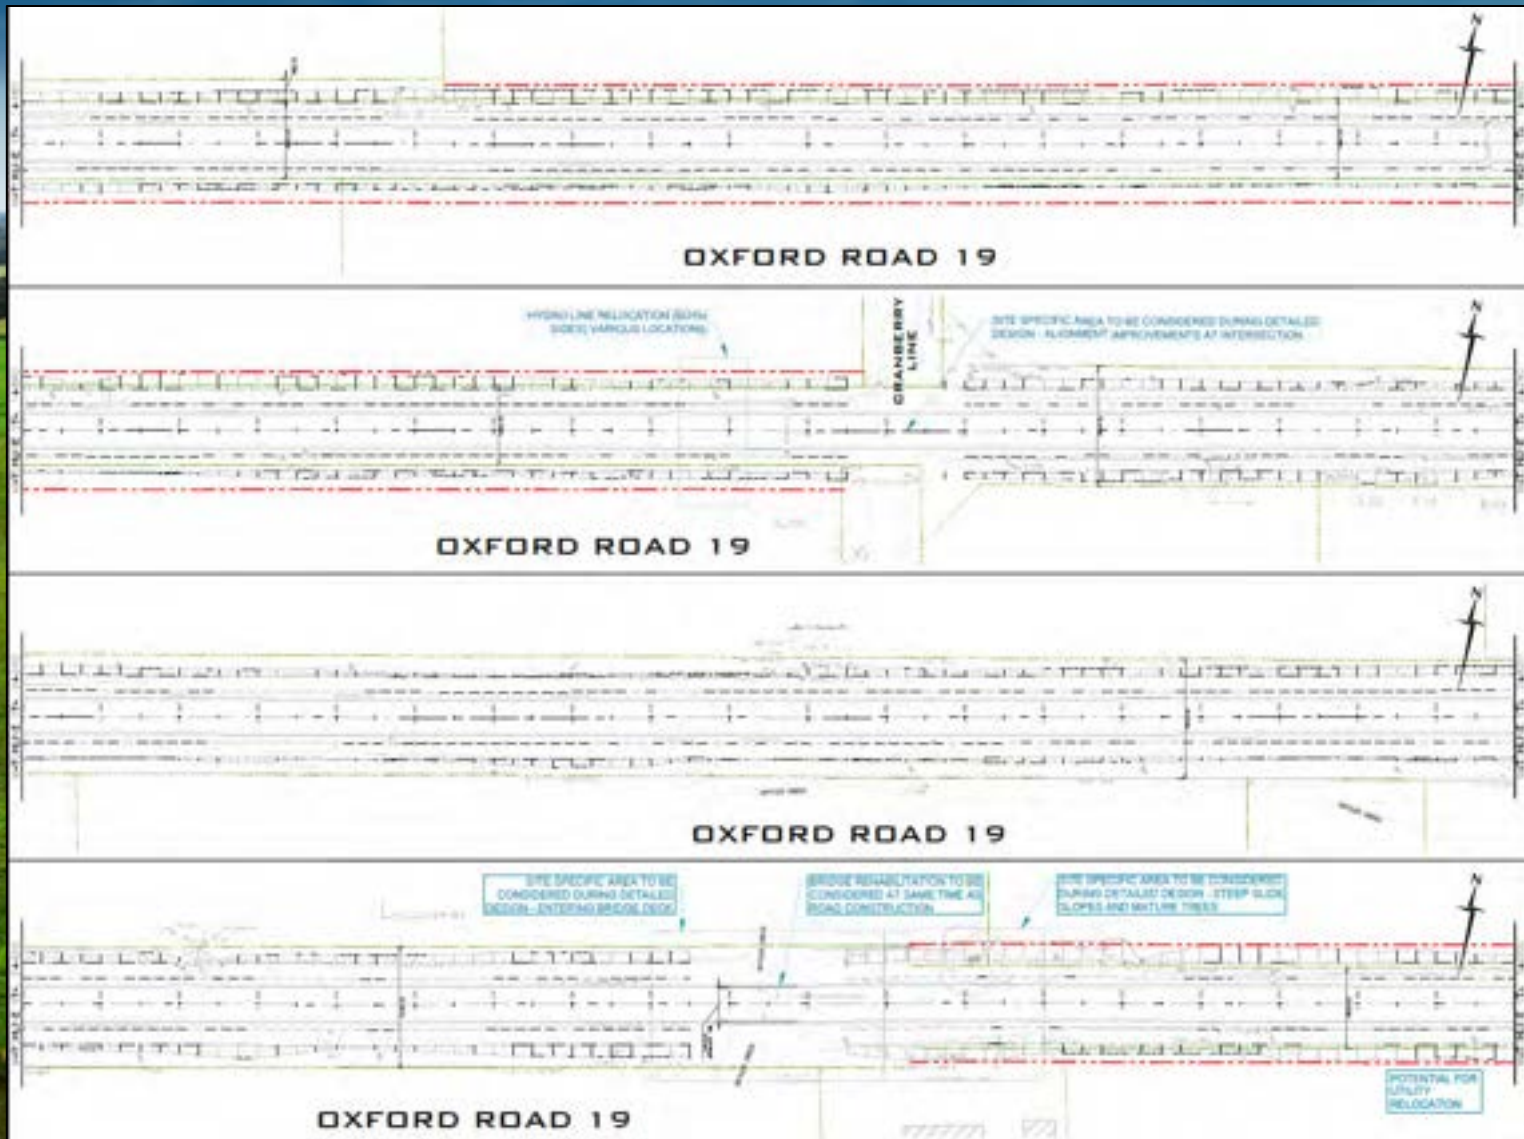 N
OXFORD ROAD 19
HYDRO LINE RELOCATION (BOTH
SIDES) VARIOUS LOCATIONS
CRANBERRY
LINE
SITE SPECIFIC AREA TO BE CONSIDERED DURING DETAILED
DESIGN - ALIGNMENT IMPROVEMENTS AT INTERSECTION
N
OXFORD ROAD 19
N
OXFORD ROAD 19
SITE SPECIFIC AREA TO BE
CONSIDERED DURING DETAILED
DESIGN - ENTERING BRIDGE DECK
BRIDGE REHABILITATION TO BE
CONSIDERED AT SAME TIME AS
ROAD CONSTRUCTION
SITE SPECIFIC AREA TO BE CONSIDERED
DURING DETAILED DESIGN - STEEP SLIDE
SLOPES AND MATURE TREES
N
POTENTIAL FOR
UTILITY
RELOCATION
OXFORD ROAD 19